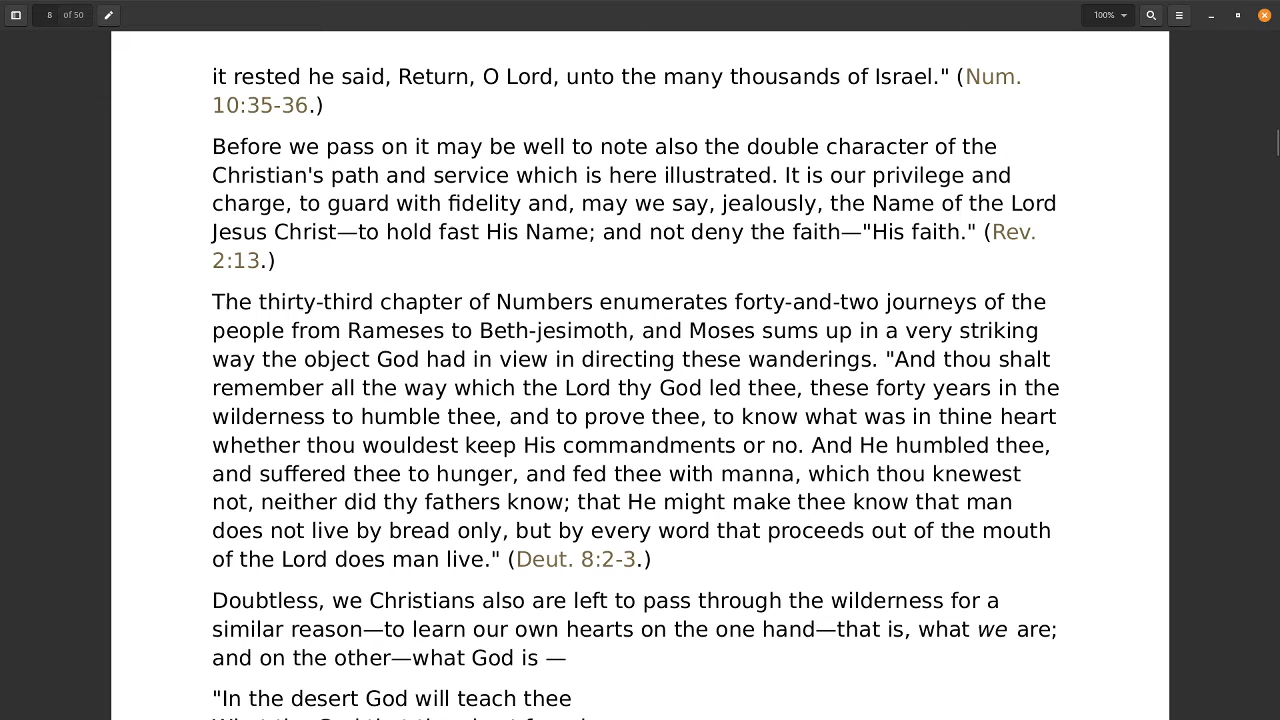 8 of 50
100%
it rested he said, Return, O Lord, unto the many thousands of Israel." (Num.
10:35-36.)
Before we pass on it may be well to note also the double character of the
Christian's path and service which is here illustrated. It is our privilege and
charge, to guard with fidelity and, may we say, jealously, the Name of the Lord
Jesus Christ—to hold fast His Name; and not deny the faith—"His faith." (Rev.
2:13.)
The thirty-third chapter of Numbers enumerates forty-and-two journeys of the
people from Rameses to Beth-jesimoth, and Moses sums up in a very striking
way the object God had in view in directing these wanderings. "And thou shalt
remember all the way which the Lord thy God led thee, these forty years in the
wilderness to humble thee, and to prove thee, to know what was in thine heart
whether thou wouldest keep His commandments or no. And He humbled thee,
and suffered thee to hunger, and fed thee with manna, which thou knewest
not, neither did thy fathers know; that He might make thee know that man
does not live by bread only, but by every word that proceeds out of the mouth
of the Lord does man live." (Deut. 8:2-3.)
Doubtless, we Christians also are left to pass through the wilderness for a
similar reason—to learn our own hearts on the one hand—that is, what we are;
and on the other—what God is —
"In the desert God will teach thee